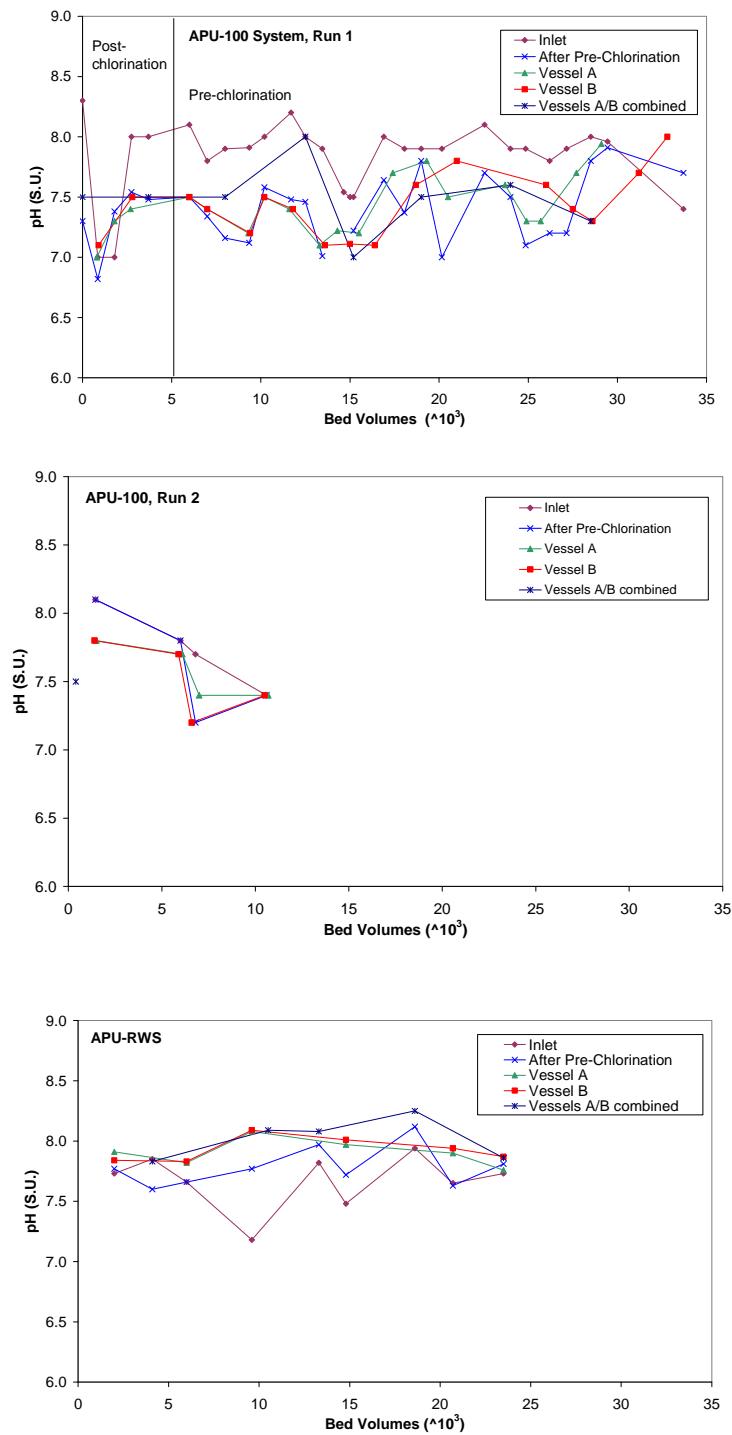 9.0
8.5
8.0
7.5
7.0
6.5
6.0
pH (S.U.)
Post-
chlorination
APU-100 System, Run 1
Pre-chlorination
Inlet
After Pre-Chlorination
Vessel A
Vessel B
Vessels A/B combined
0 5 10 15 20 25 30 35
Bed Volumes (^10³)
9.0
8.5
8.0
7.5
7.0
6.5
6.0
pH (S.U.)
APU-100, Run 2
Inlet
After Pre-Chlorination
Vessel A
Vessel B
Vessels A/B combined
0 5 10 15 20 25 30 35
Bed Volumes (^10³)
9.0
8.5
8.0
7.5
7.0
6.5
6.0
pH (S.U.)
APU-RWS
Inlet
After Pre-Chlorination
Vessel A
Vessel B
Vessels A/B combined
0 5 10 15 20 25 30 35
Bed Volumes (^10³)